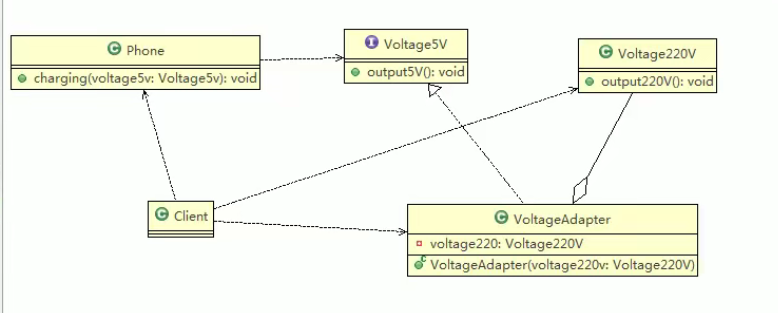 Phone
charging(voltage5v: Voltage5v): void
I Voltage5V
output5V(): void
C Voltage220V
output220V(): void
C Client
C VoltageAdapter
voltage220: Voltage220V
C VoltageAdapter(voltage220v: Voltage220V)